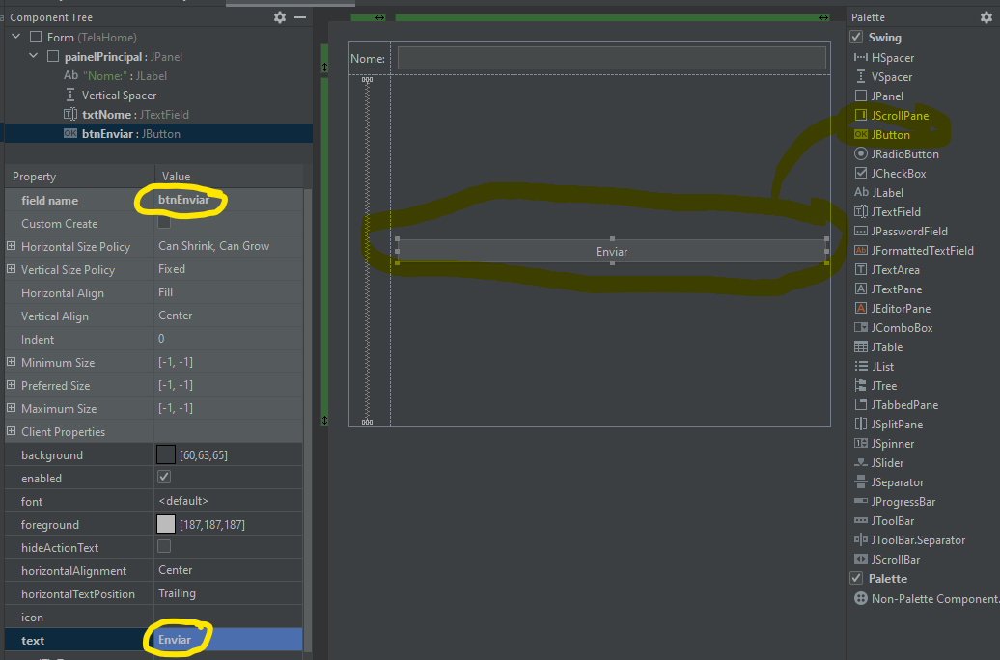 Component Tree
Form (TelaHome)
painelPrincipal : JPanel
Ab "Nome:" : JLabel
Vertical Spacer
txtNome : JTextField
OK btnEnviar : JButton
Property Value
field name btnEnviar
Custom Create
Horizontal Size Policy Can Shrink, Can Grow
Vertical Size Policy Fixed
Horizontal Align Fill
Vertical Align Center
Indent 0
Minimum Size [-1, -1]
Preferred Size [-1, -1]
Maximum Size [-1, -1]
Client Properties
background [60,63,65]
enabled
font <default>
foreground [187,187,187]
hideActionText
horizontalAlignment Center
horizontalTextPosition Trailing
icon
text Enviar
Nome:
Enviar
Palette
Swing
HSpacer
VSpacer
JPanel
JScrollPane
OK JButton
JRadioButton
JCheckBox
Ab JLabel
JTextField
JPasswordField
Ab JFormattedTextField
JTextArea
JTextPane
JEditorPane
JComboBox
JTable
JList
JTree
JTabbedPane
JSplitPane
JSpinner
JSlider
JSeparator
JProgressBar
JToolBar
JToolBar.Separator
JScrollBar
Palette
Non-Palette Component.